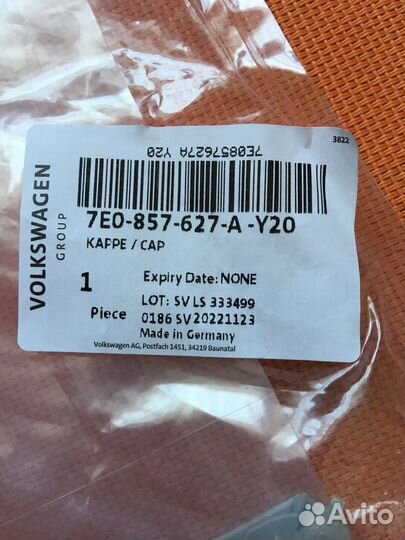 3822
7E0857627A Y20
VOLKSWAGEN
GROUP
7E0-857-627-A -Y20
KAPPE / CAP
1
Piece
Expiry Date: NONE
LOT: SV LS 333499
0186 SV 20221123
Made in Germany
Volkswagen AG, Postfach 1451, 34219 Baunatal
Avito